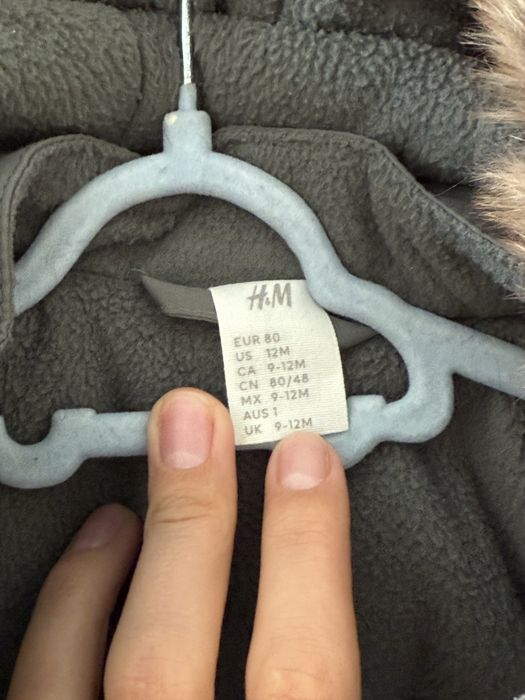 H&M
EUR 80
US 12M
CA 9-12M
CN 80/48
MX 9-12M
AUS 1
UK 9-12M